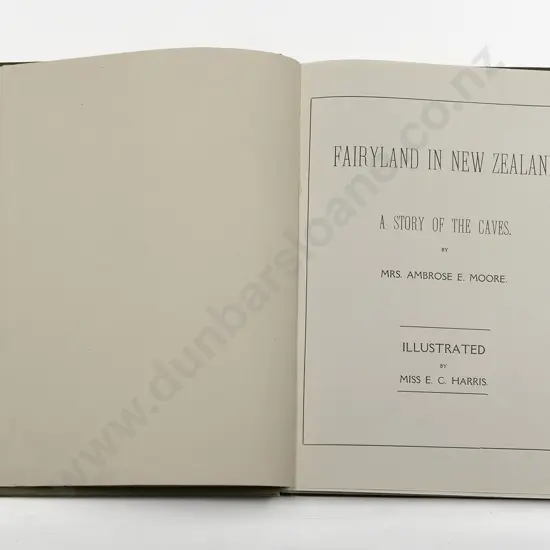 FAIRYLAND IN NEW ZEALAN
A STORY OF THE CAVES.
BY
MRS. AMBROSE E. MOORE.
ILLUSTRATED
BY
MISS E. C. HARRIS.
www.dunbarsloane.co.nz